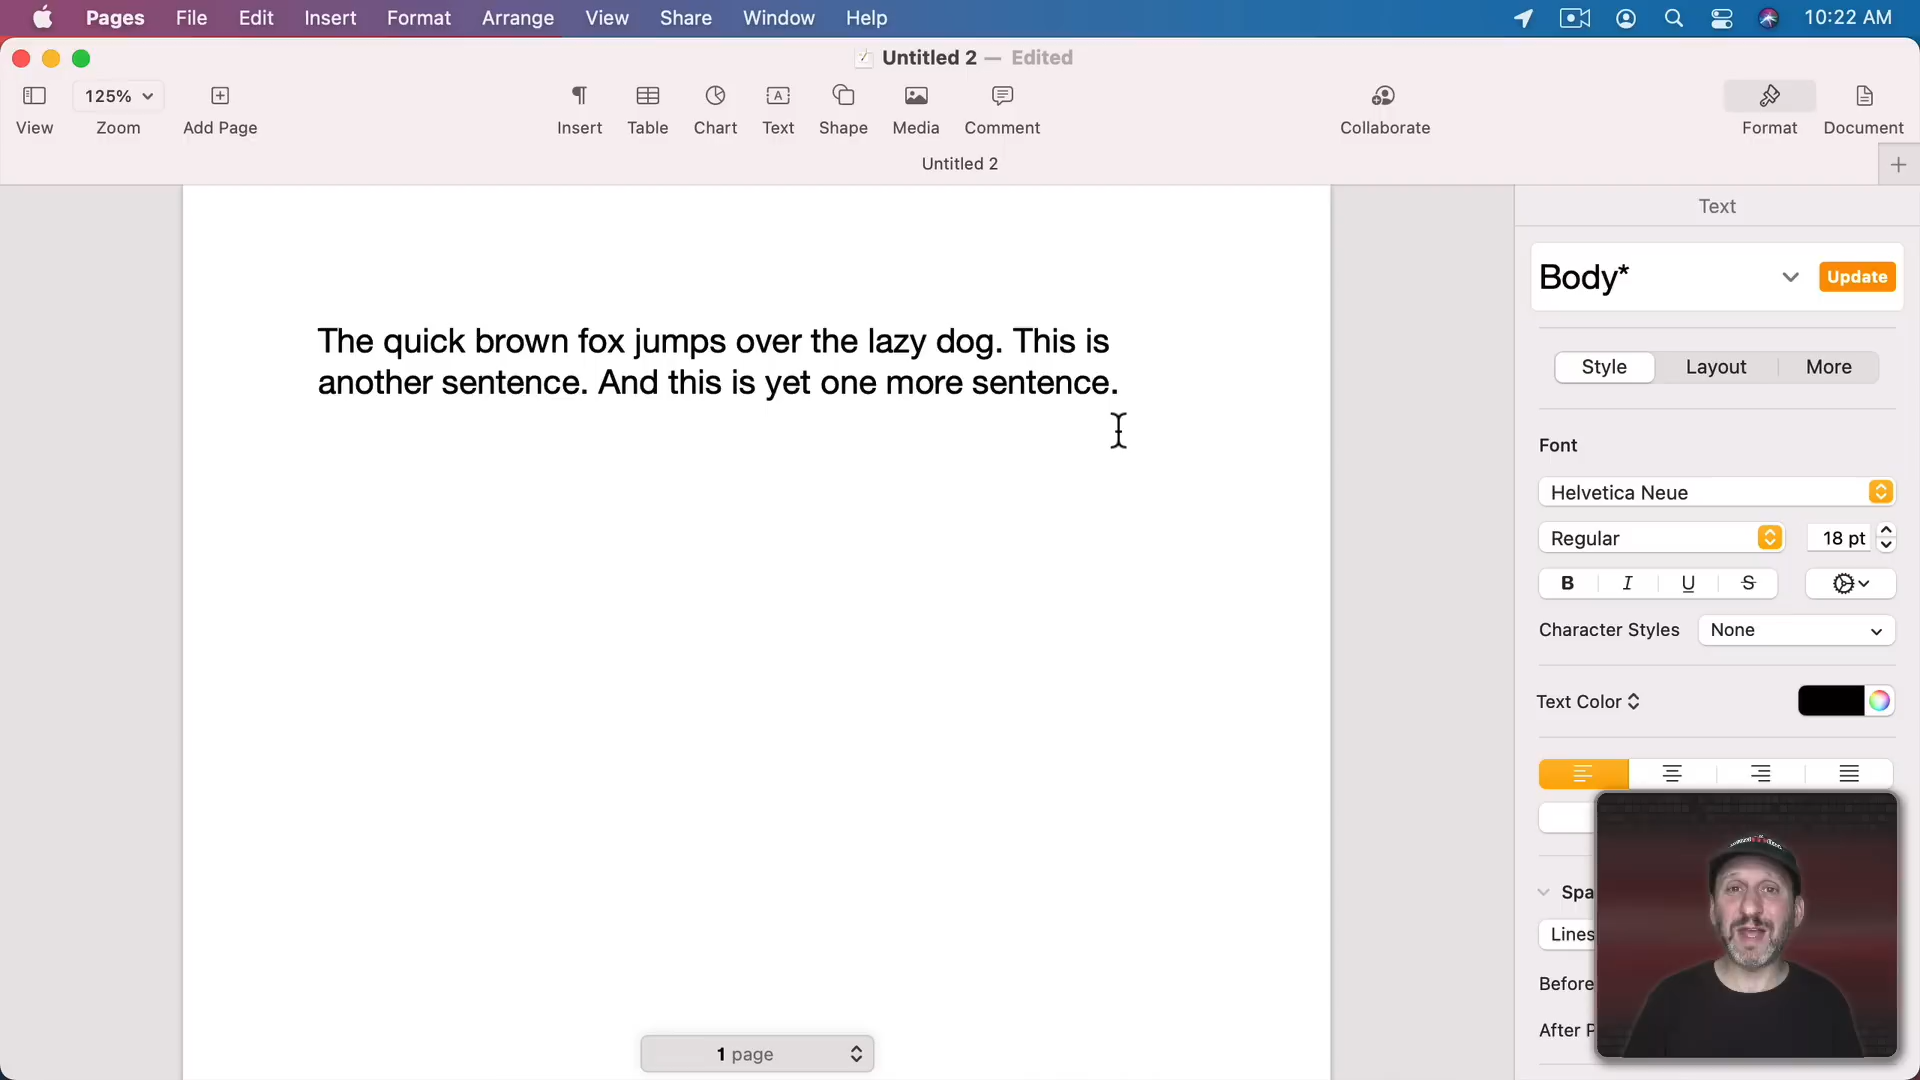 Pages File Edit Insert Format Arrange View Share Window Help 10:22 AM
Untitled 2 — Edited
125%
View Zoom Add Page Insert Table Chart Text Shape Media Comment Collaborate Format Document
Untitled 2
Text
Body* Update
Style Layout More
The quick brown fox jumps over the lazy dog. This is
another sentence. And this is yet one more sentence.
Font
Helvetica Neue
Regular 18 pt
B I U S
Character Styles None
Text Color
Spa
Lines
Before
After P
1 page